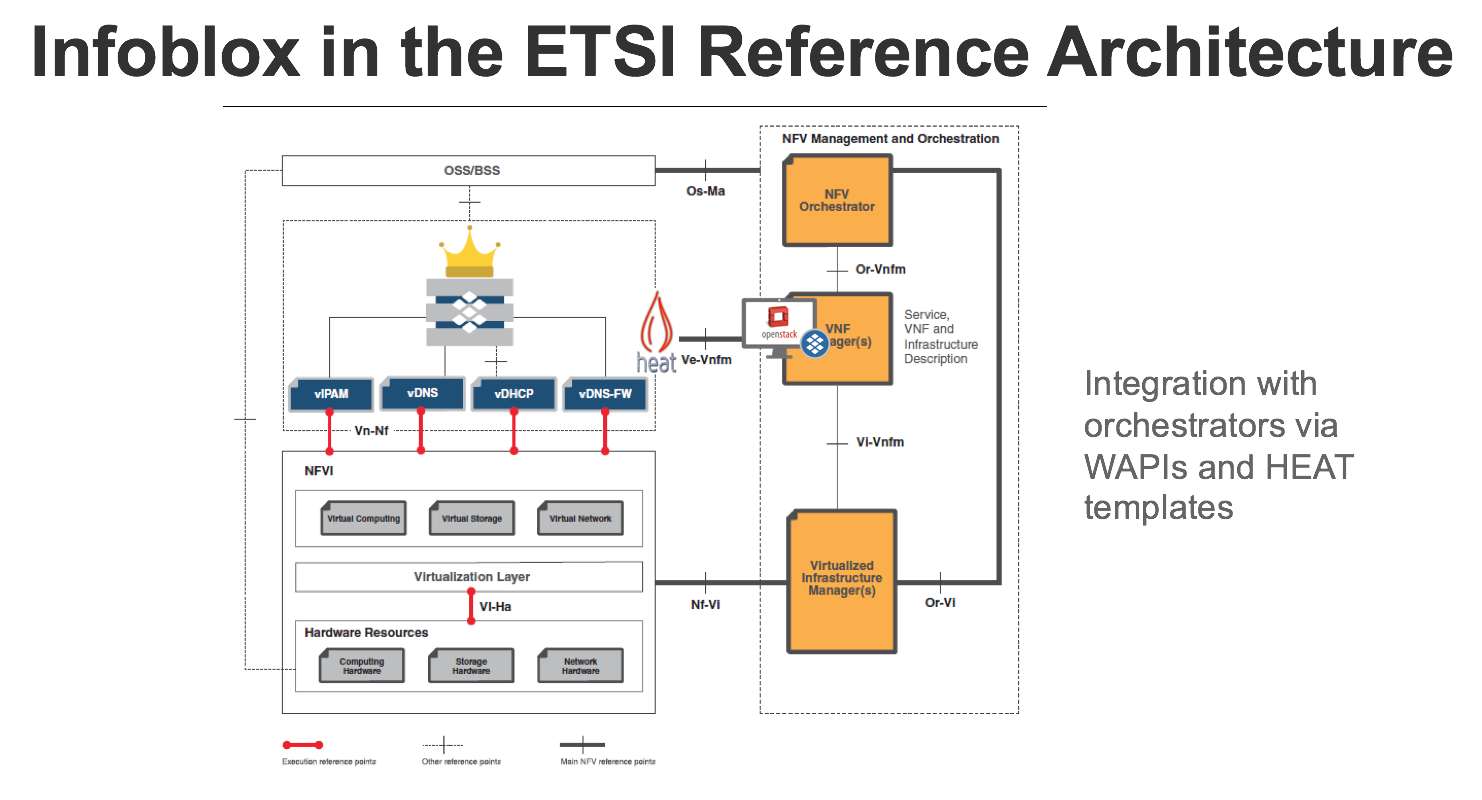 Infoblox in the ETSI Reference Architecture
NFV Management and Orchestration
OSS/BSS
Os-Ma
NFV
Orchestrator
Or-Vnfm
openstack
VNF
ager(s)
Service,
VNF and
Infrastructure
Description
heat
Ve-Vnfm
vIPAM
vDNS
vDHCP
vDNS-FW
Vn-Nf
Vi-Vnfm
Integration with
orchestrators via
WAPIs and HEAT
templates
NFVI
Virtual Computing
Virtual Storage
Virtual Network
Virtualization Layer
Vl-Ha
Nf-Vi
Virtualized
Infrastructure
Manager(s)
Or-Vi
Hardware Resources
Computing
Hardware
Storage
Hardware
Network
Hardware
Execution reference points
Other reference points
Main NFV reference points